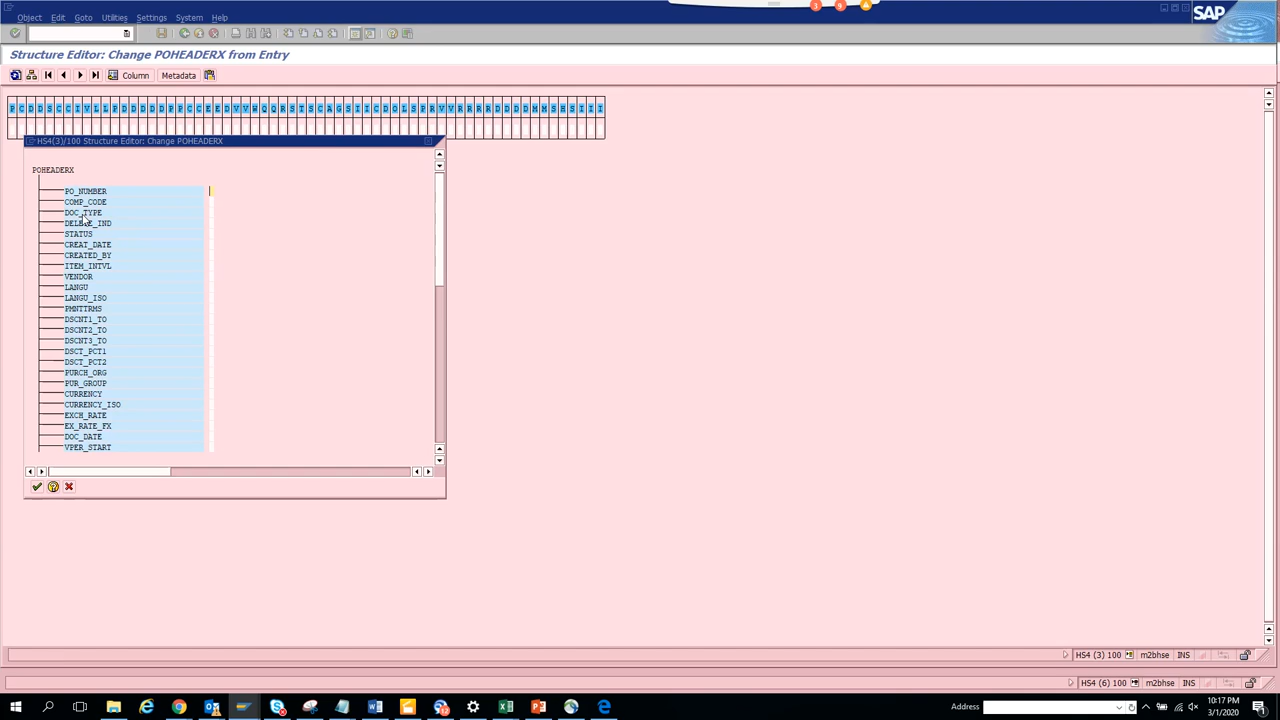 Object Edit Goto Utilities Settings System Help
3 9
SAP
Structure Editor: Change POHEADERX from Entry
Column Metadata
P C D D S C C I V L L P D D D D D P P C C E E D V V W Q Q R S T S C A G S I I C D O L S P R V V R R R R D D D D M M S H S I I I
HS4(3)/100 Structure Editor: Change POHEADERX
POHEADERX
PO_NUMBER
COMP_CODE
DOC_TYPE
DELETE_IND
STATUS
CREAT_DATE
CREATED_BY
ITEM_INTVL
VENDOR
LANGU
LANGU_ISO
PMNTTRMS
DSCNT1_TO
DSCNT2_TO
DSCNT3_TO
DSCT_PCT1
DSCT_PCT2
PURCH_ORG
PUR_GROUP
CURRENCY
CURRENCY_ISO
EXCH_RATE
EX_RATE_FX
DOC_DATE
VPER_START
HS4 (3) 100 m2bhse INS
HS4 (6) 100 m2bhse INS
Address
10:17 PM
3/1/2020